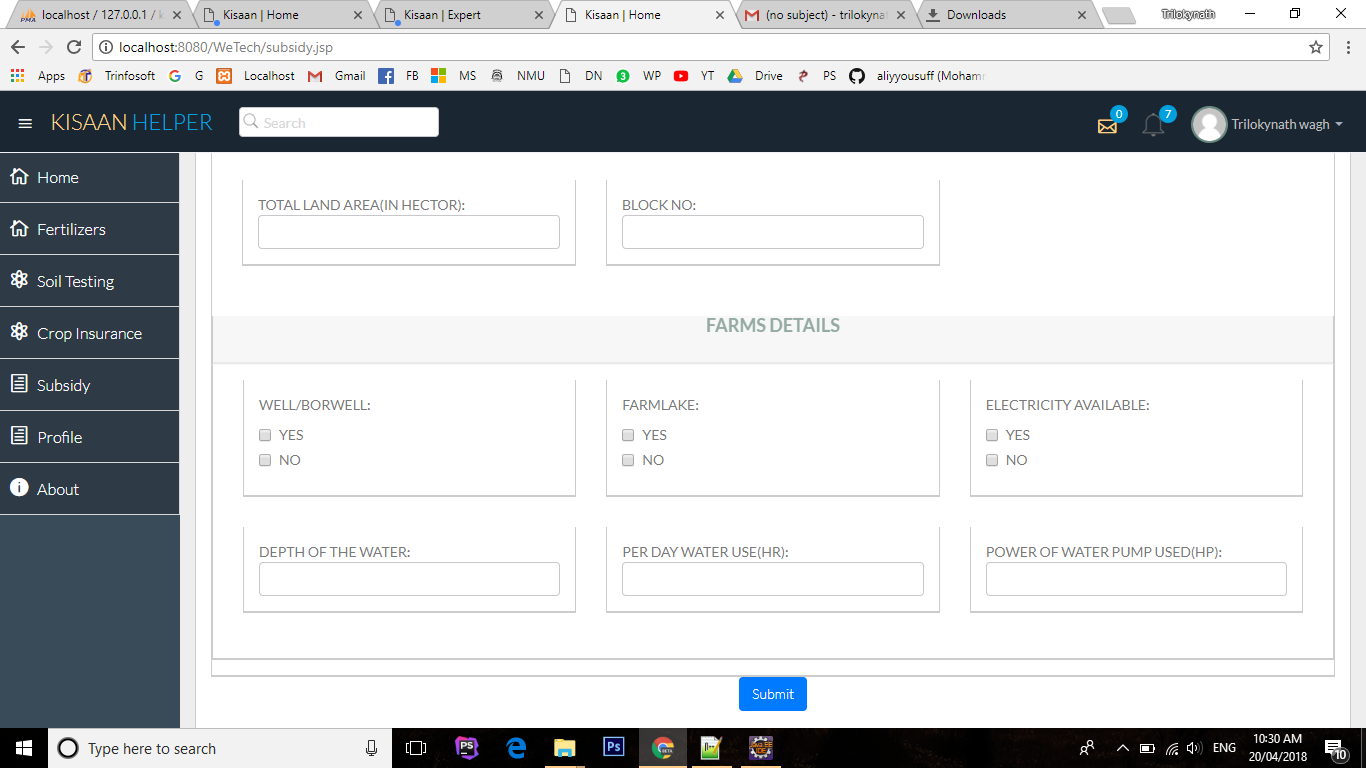 localhost / 127.0.0.1 / k
Kisaan | Home
Kisaan | Expert
Kisaan | Home
(no subject) - trilokynat
Downloads
Trilokynath
localhost:8080/WeTech/subsidy.jsp
Apps Trinfosoft G Localhost Gmail FB MS NMU DN WP YT Drive PS aliyyousuff (Mohamm
KISAAN HELPER
Search
0
7
Trilokynath wagh
Home
Fertilizers
Soil Testing
Crop Insurance
Subsidy
Profile
About
TOTAL LAND AREA(IN HECTOR):
BLOCK NO:
FARMS DETAILS
WELL/BORWELL:
YES
NO
FARMLAKE:
YES
NO
ELECTRICITY AVAILABLE:
YES
NO
DEPTH OF THE WATER:
PER DAY WATER USE(HR):
POWER OF WATER PUMP USED(HP):
Submit
Type here to search
ENG
10:30 AM
20/04/2018
10